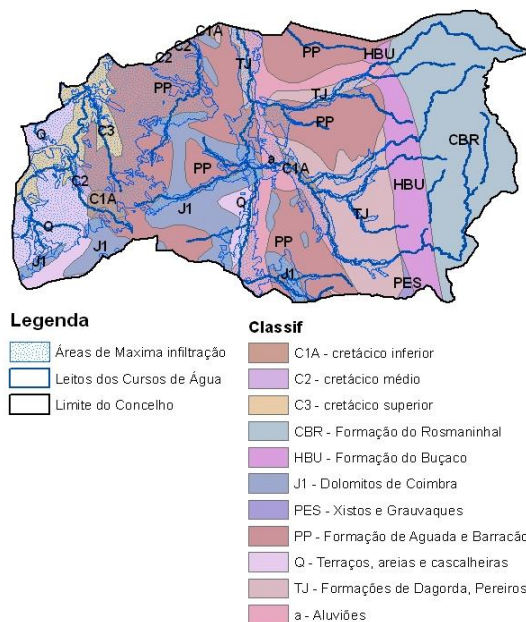 C1A
C2
C2
PP
HBU
TJ
PP
TJ
PP
C3
Q
CBR
PP
a
C1A
HBU
C2
C1A
J1
Q
TJ
Q
PP
J1
J1
J1
PES
Legenda
Áreas de Maxima infiltração
Leitos dos Cursos de Água
Limite do Concelho
Classif
C1A - cretácico inferior
C2 - cretácico médio
C3 - cretácico superior
CBR - Formação do Rosmaninhal
HBU - Formação do Buçaco
J1 - Dolomitos de Coimbra
PES - Xistos e Grauvaques
PP - Formação de Aguada e Barracão
Q - Terraços, areias e cascalheiras
TJ - Formações de Dagorda, Pereiros
a - Aluviões